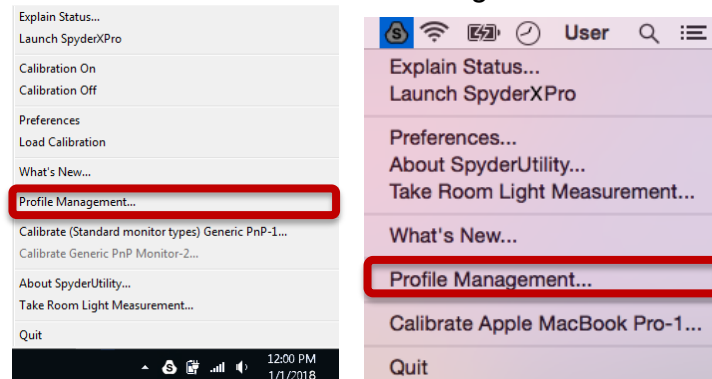 Explain Status...
Launch SpyderXPro
Calibration On
Calibration Off
Preferences
Load Calibration
What's New...
Profile Management...
Calibrate (Standard monitor types) Generic PnP-1...
Calibrate Generic PnP Monitor-2...
About SpyderUtility...
Take Room Light Measurement...
Quit
S
12:00 PM
1/1/2018
S User
Explain Status...
Launch SpyderXPro
Preferences...
About SpyderUtility...
Take Room Light Measurement...
What's New...
Profile Management...
Calibrate Apple MacBook Pro-1...
Quit